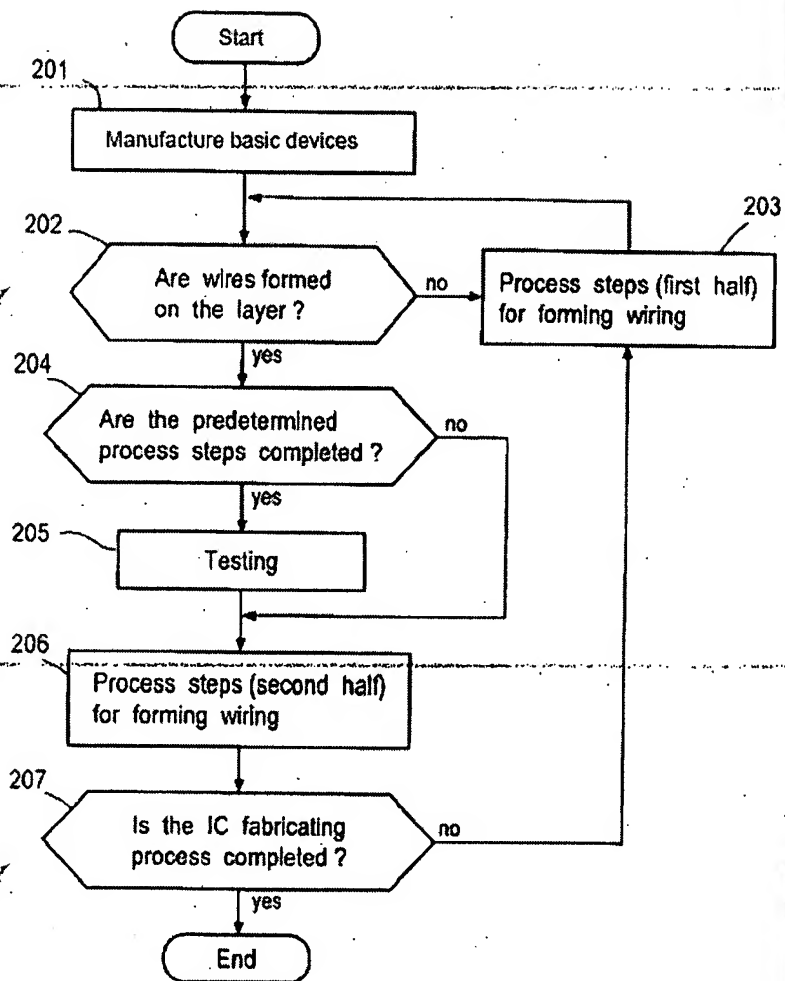 Start
201
Manufacture basic devices
202
203
Are wires formed
on the layer ?
no
Process steps (first half)
for forming wiring
yes
204
Are the predetermined
process steps completed ?
no
yes
205
Testing
206
Process steps (second half)
for forming wiring
207
Is the IC fabricating
process completed ?
no
yes
End